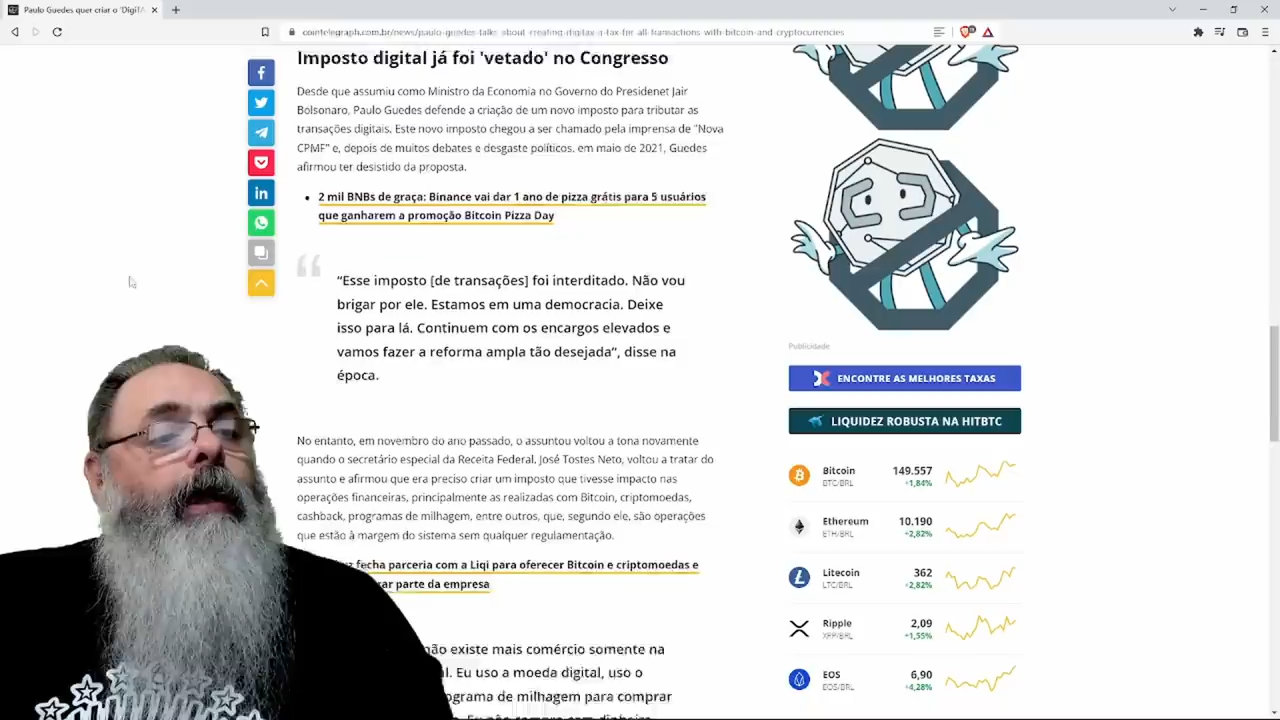 Paulo Guedes quer criar o 'DigiTA
cointelegraph.com.br/news/paulo-guedes-talks-about-creating-digitax-a-tax-for-all-transactions-with-bitcoin-and-cryptocurrencies
Imposto digital já foi 'vetado' no Congresso
Desde que assumiu como Ministro da Economia no Governo do Presidenet Jair
Bolsonaro, Paulo Guedes defende a criação de um novo imposto para tributar as
transações digitais. Este novo imposto chegou a ser chamado pela imprensa de "Nova
CPMF" e, depois de muitos debates e desgaste políticos, em maio de 2021, Guedes
afirmou ter desistido da proposta.
2 mil BNBs de graça: Binance vai dar 1 ano de pizza grátis para 5 usuários
que ganharem a promoção Bitcoin Pizza Day
“Esse imposto [de transações] foi interditado. Não vou
brigar por ele. Estamos em uma democracia. Deixe
isso para lá. Continuem com os encargos elevados e
vamos fazer a reforma ampla tão desejada“, disse na
época.
No entanto, em novembro do ano passado, o assuntou voltou a tona novamente
quando o secretário especial da Receita Federal, José Tostes Neto, voltou a tratar do
assunto e afirmou que era preciso criar um imposto que tivesse impacto nas
operações financeiras, principalmente as realizadas com Bitcoin, criptomoedas,
cashback, programas de milhagem, entre outros, que, segundo ele, são operações
que estão à margem do sistema sem qualquer regulamentação.
fecha parceria com a Liqi para oferecer Bitcoin e criptomoedas e
parte da empresa
não existe mais comércio somente na
Eu uso a moeda digital, uso o
de milhagem para comprar
Publicidade
ENCONTRE AS MELHORES TAXAS
LIQUIDEZ ROBUSTA NA HITBTC
Bitcoin 149.557
BTC/BRL +1,84%
Ethereum 10.190
ETH/BRL +2,82%
Litecoin 362
LTC/BRL +2,82%
Ripple 2,09
XRP/BRL +1,55%
EOS 6,90
EOS/BRL +4,28%